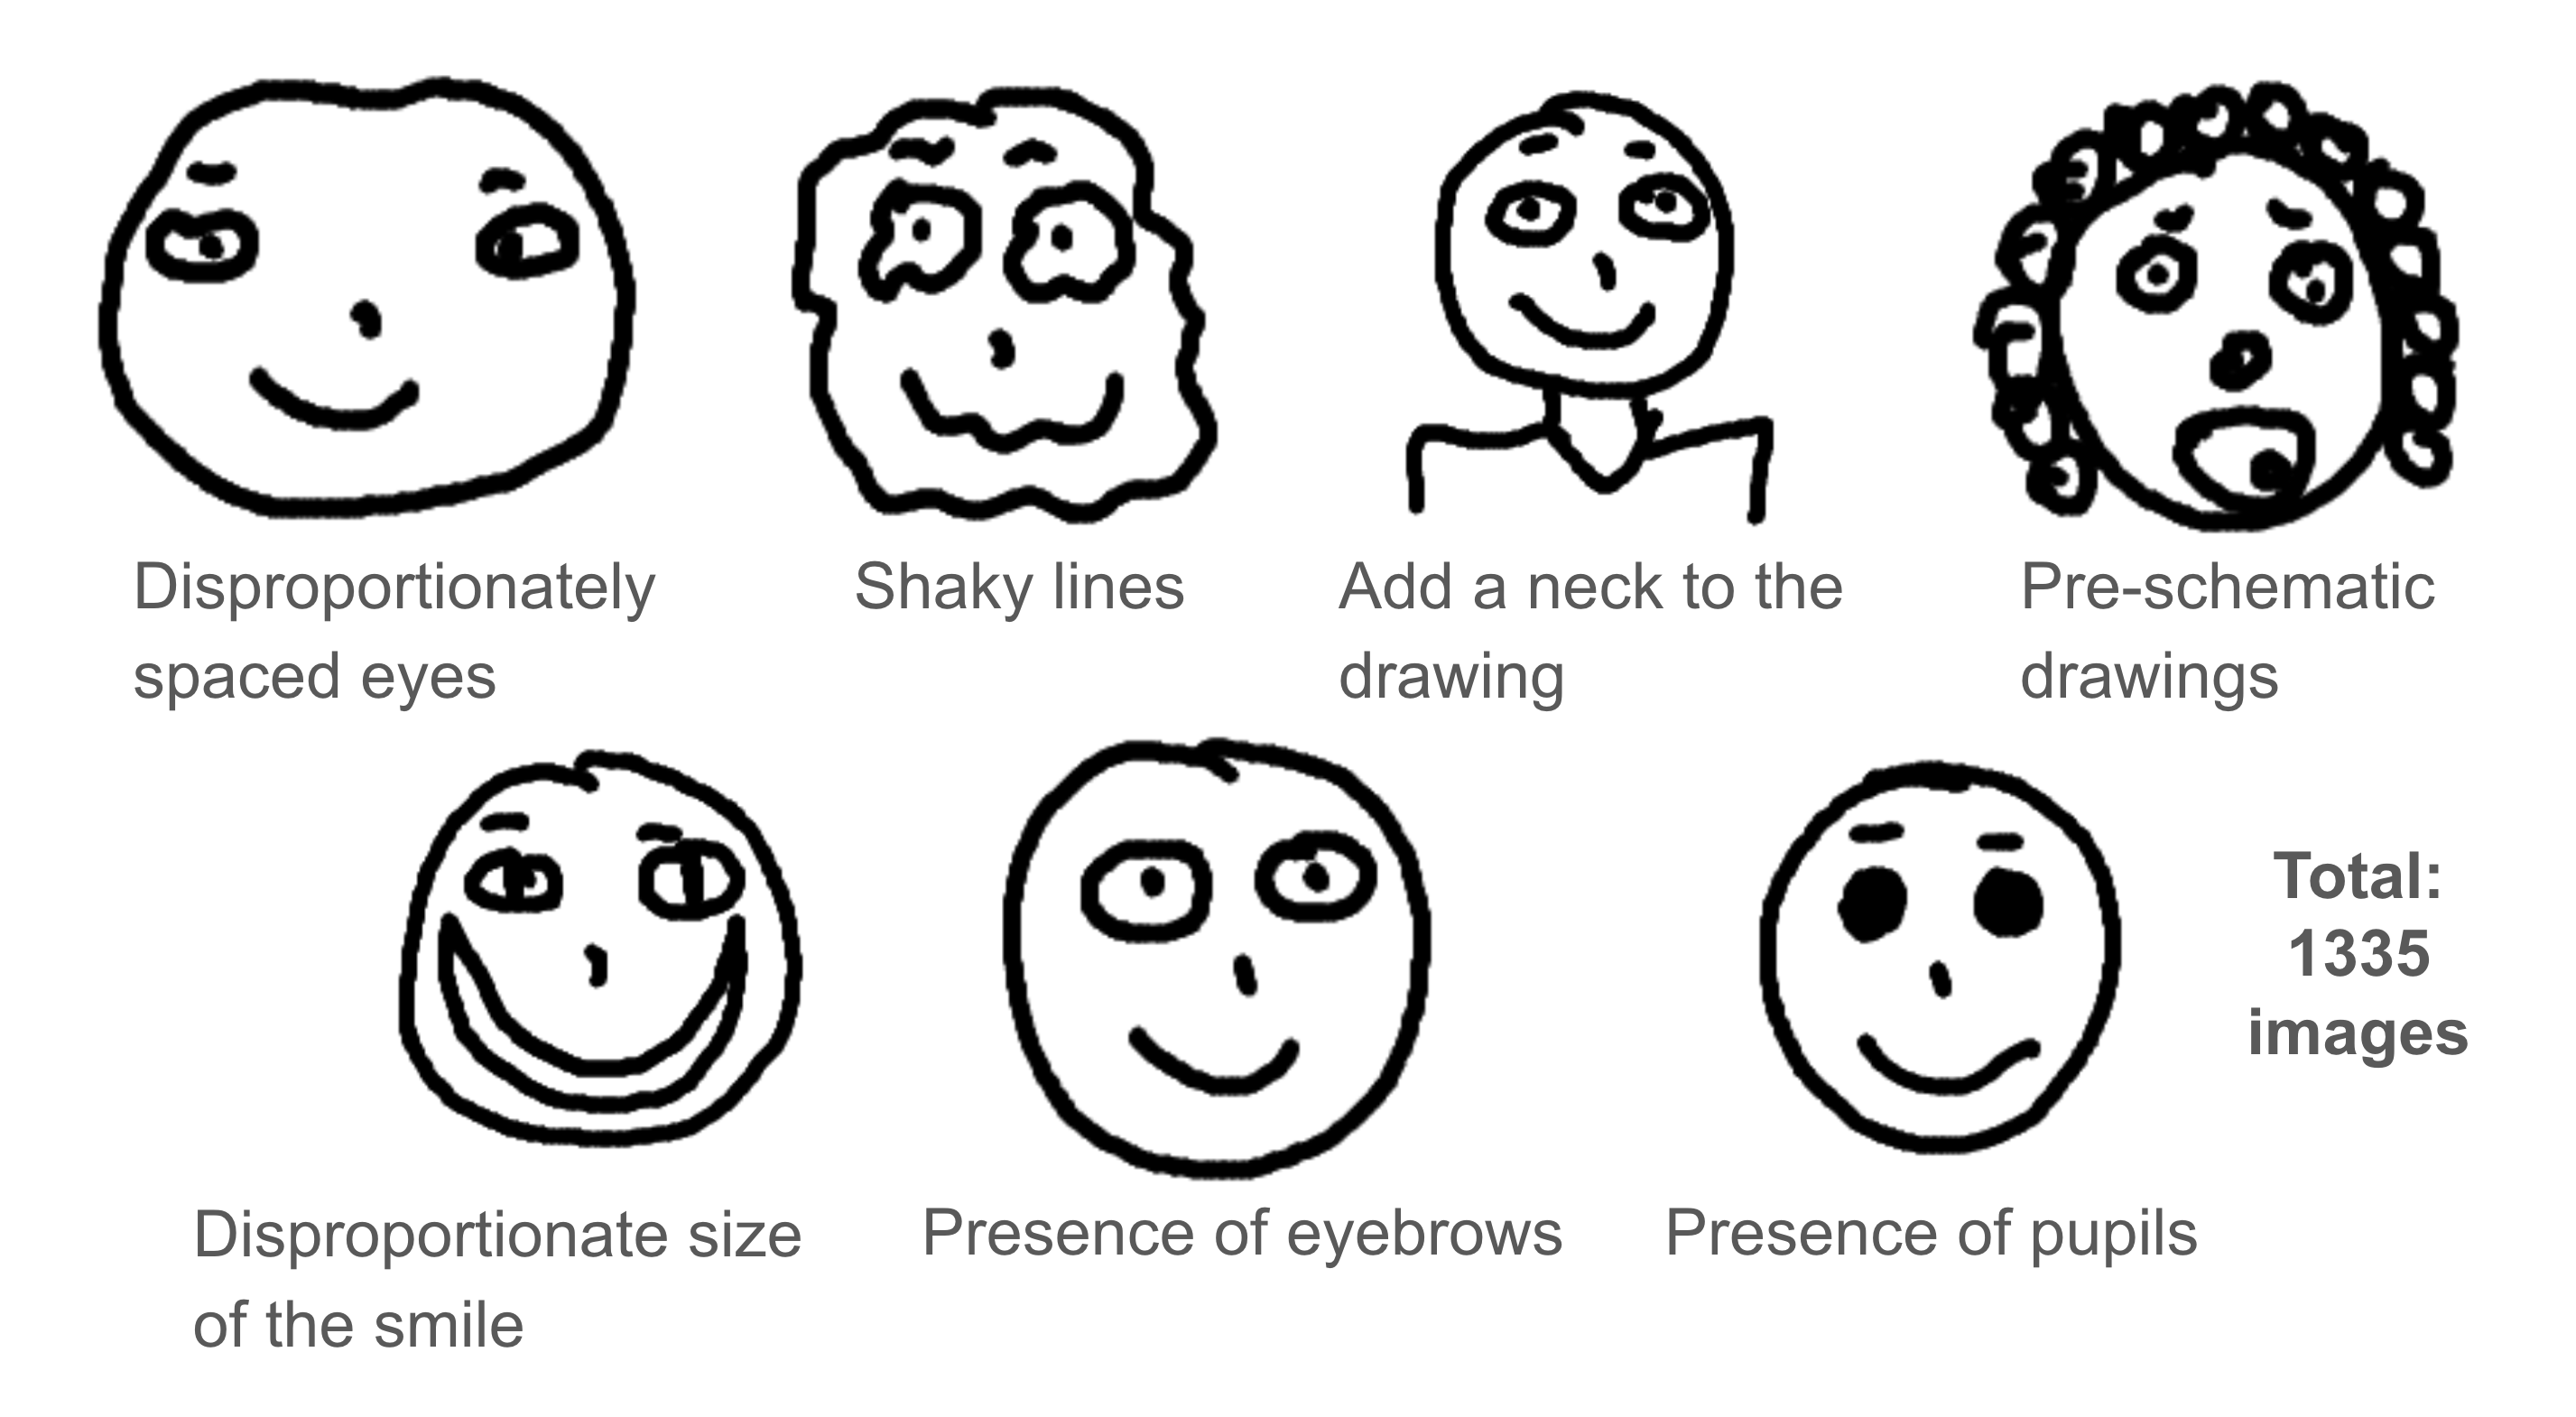 Disproportionately
spaced eyes
Shaky lines
Add a neck to the
drawing
Pre-schematic
drawings
Disproportionate size
of the smile
Presence of eyebrows
Presence of pupils
Total:
1335
images